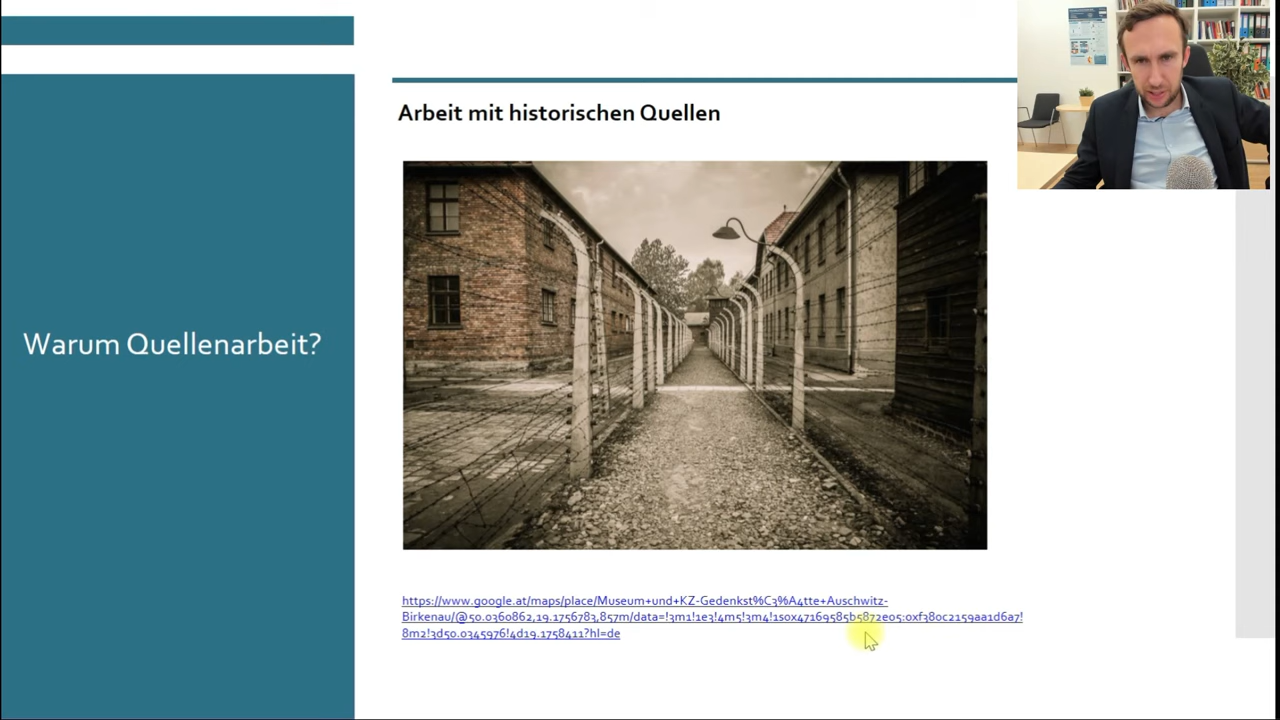 Arbeit mit historischen Quellen
Warum Quellenarbeit?
https://www.google.at/maps/place/Museum+und+KZ-Gedenkst%C3%A4tte+Auschwitz-
Birkenau/@50.0360862,19.1756783,857m/data=!3m1!1e3!4m5!3m4!1s0x47169585b5872e05:0xf380c2159aa1d6a7!
8m2!3d50.0345976!4d19.1758411?hl=de